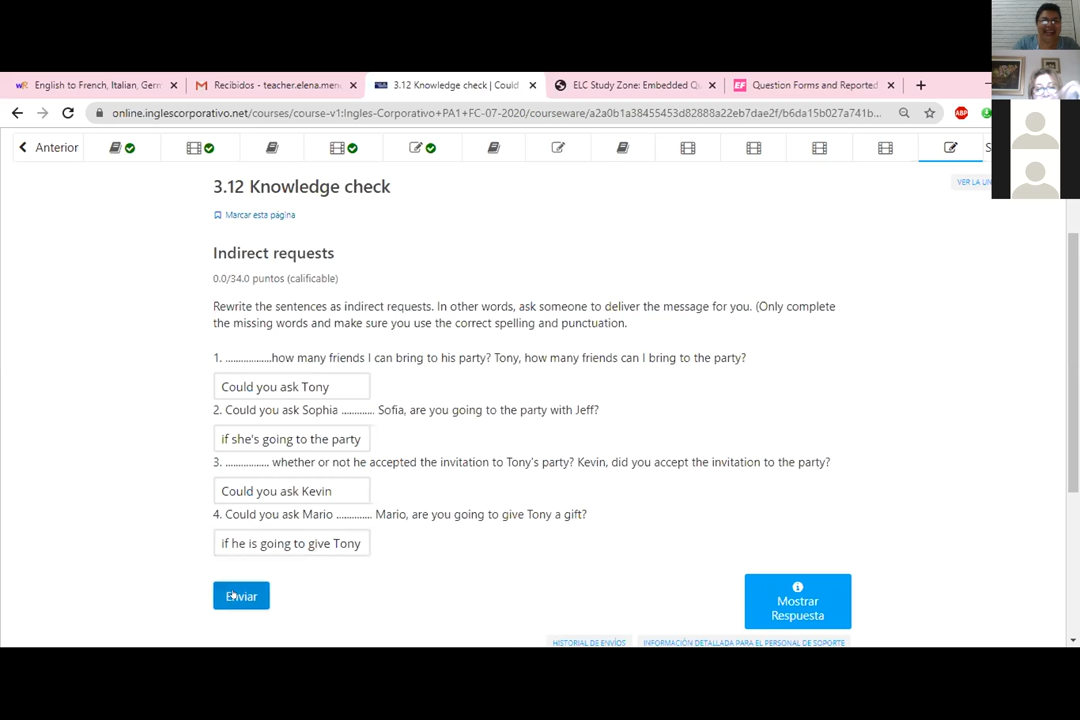 English to French, Italian, Germ
Recibidos - teacher.elena.men
3.12 Knowledge check | Could
ELC Study Zone: Embedded Q
Question Forms and Reported
online.inglescorporativo.net/courses/course-v1:Ingles-Corporativo+PA1+FC-07-2020/courseware/a2a0b1a38455453d82888a22eb7dae2f/b6da15b027a741b...
Anterior
S
3.12 Knowledge check
VER LA UN
Marcar esta página
Indirect requests
0.0/34.0 puntos (calificable)
Rewrite the sentences as indirect requests. In other words, ask someone to deliver the message for you. (Only complete
the missing words and make sure you use the correct spelling and punctuation.
1. .................how many friends I can bring to his party? Tony, how many friends can I bring to the party?
Could you ask Tony
2. Could you ask Sophia ............. Sofia, are you going to the party with Jeff?
if she's going to the party
3. ................ whether or not he accepted the invitation to Tony's party? Kevin, did you accept the invitation to the party?
Could you ask Kevin
4. Could you ask Mario ............. Mario, are you going to give Tony a gift?
if he is going to give Tony
Enviar
Mostrar
Respuesta
HISTORIAL DE ENVÍOS
INFORMACIÓN DETALLADA PARA EL PERSONAL DE SOPORTE